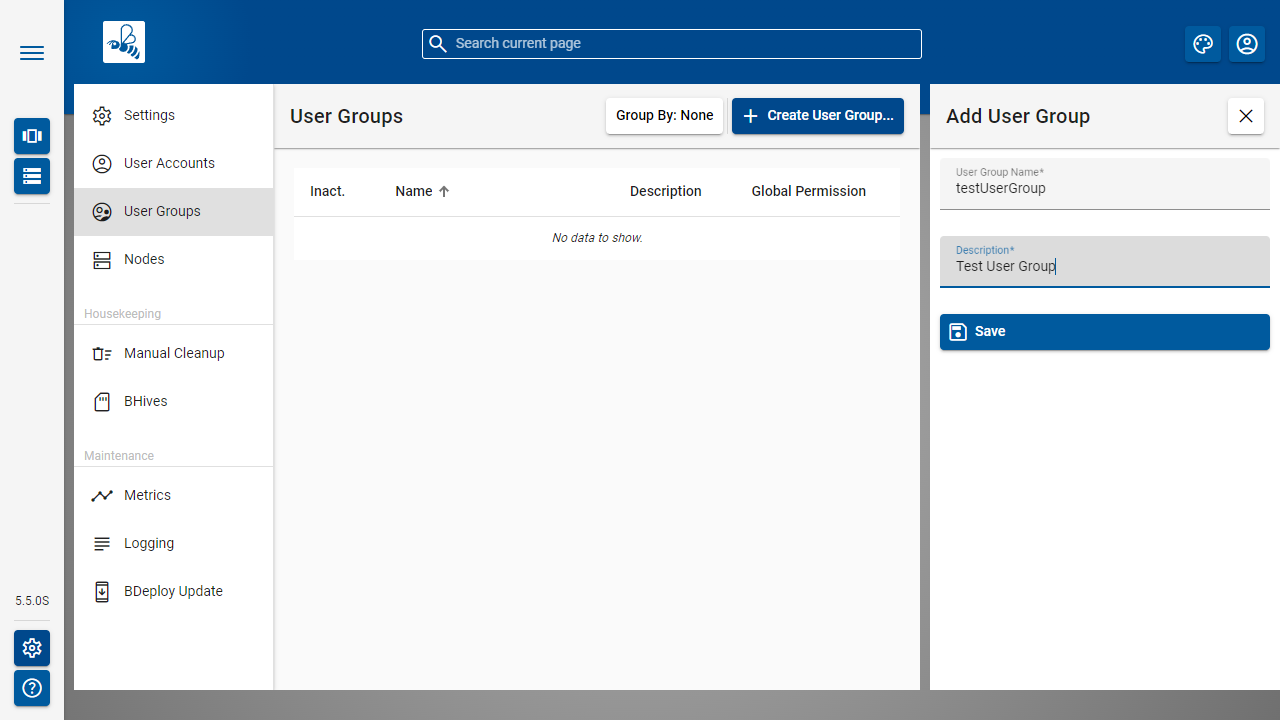 Search current page
Settings
User Accounts
User Groups
Nodes
Housekeeping
Manual Cleanup
BHives
Maintenance
Metrics
Logging
BDeploy Update
5.5.0S
User Groups
Group By: None
Create User Group...
Inact. Name Description Global Permission
No data to show.
Add User Group
User Group Name*
testUserGroup
Description*
Test User Group
Save